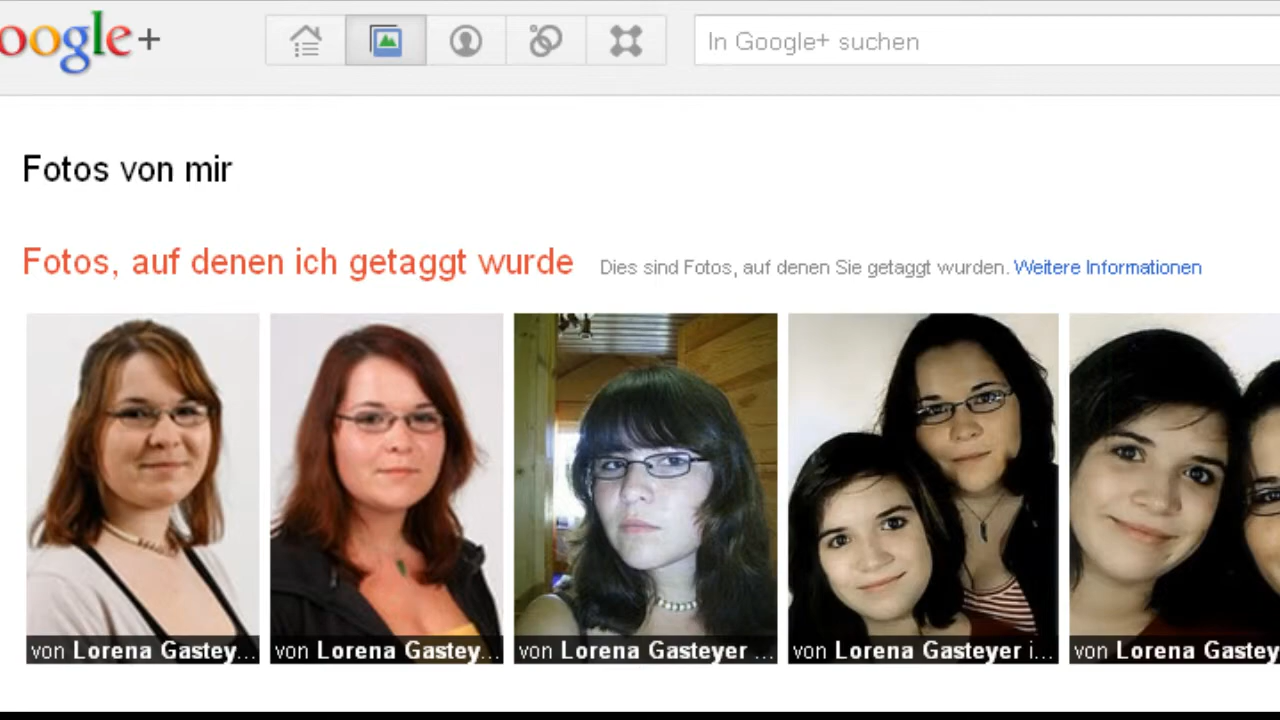 oogle+
In Google+ suchen
Fotos von mir
Fotos, auf denen ich getaggt wurde Dies sind Fotos, auf denen Sie getaggt wurden. Weitere Informationen
von Lorena Gastey... von Lorena Gastey... von Lorena Gasteyer ... von Lorena Gasteyer i... von Lorena Gastey